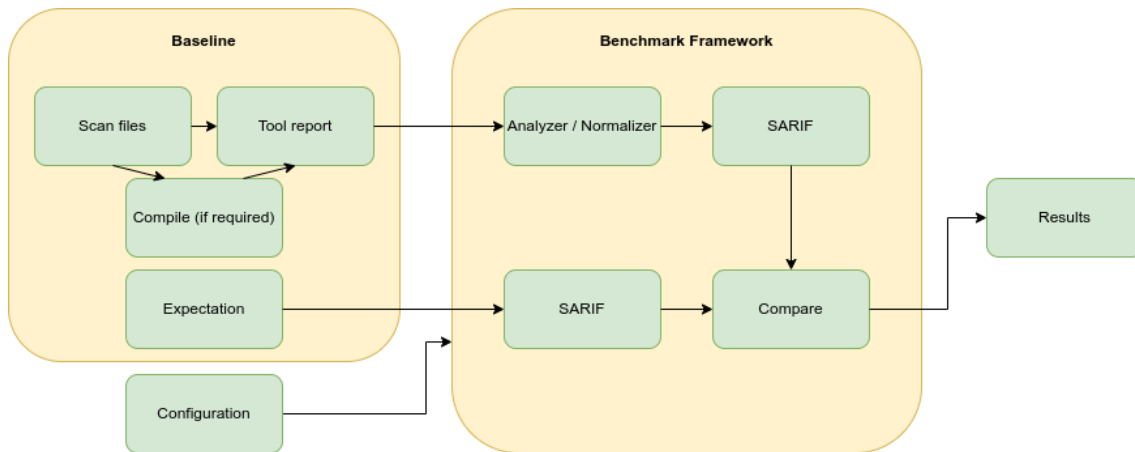 Baseline
Benchmark Framework
Scan files
Tool report
Analyzer / Normalizer
SARIF
Compile (if required)
Results
Expectation
SARIF
Compare
Configuration